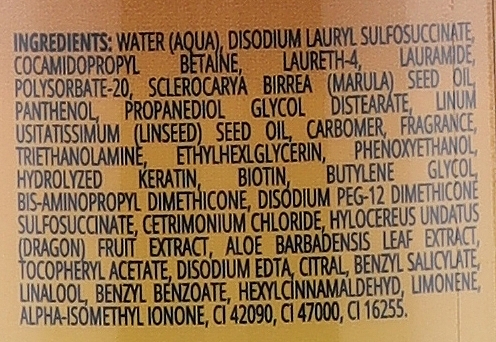 INGREDIENTS: WATER (AQUA), DISODIUM LAURYL SULFOSUCCINATE,
COCAMIDOPROPYL BETAINE, LAURETH-4, LAURAMIDE,
POLYSORBATE-20, SCLEROCARYA BIRREA (MARULA) SEED OIL,
PANTHENOL, PROPANEDIOL GLYCOL DISTEARATE, LINUM
USITATISSIMUM (LINSEED) SEED OIL, CARBOMER, FRAGRANCE,
TRIETHANOLAMINE, ETHYLHEXLGLYCERIN, PHENOXYETHANOL,
HYDROLYZED KERATIN, BIOTIN, BUTYLENE GLYCOL,
BIS-AMINOPROPYL DIMETHICONE, DISODIUM PEG-12 DIMETHICONE
SULFOSUCCINATE, CETRIMONIUM CHLORIDE, HYLOCEREUS UNDATUS
(DRAGON) FRUIT EXTRACT, ALOE BARBADENSIS LEAF EXTRACT,
TOCOPHERYL ACETATE, DISODIUM EDTA, CITRAL, BENZYL SALICYLATE,
LINALOOL, BENZYL BENZOATE, HEXYLCINNAMALDEHYD, LIMONENE,
ALPHA-ISOMETHYL IONONE, CI 42090, CI 47000, CI 16255.